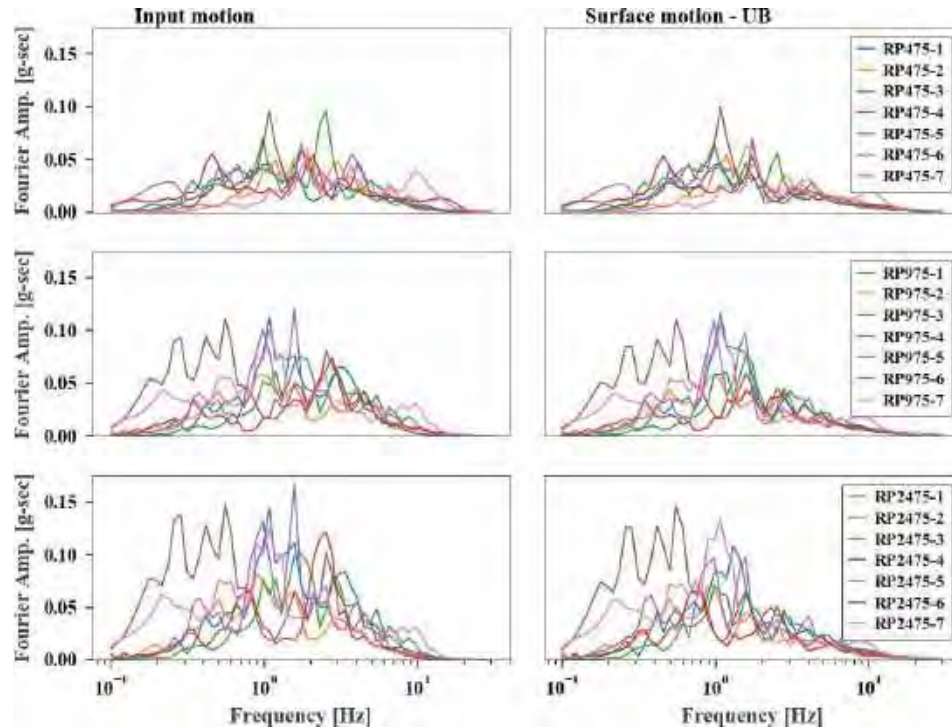 Input motion
Surface motion - UB
Fourier Amp. [g-sec]
0.15
0.10
0.05
0.00
RP475-1
RP475-2
RP475-3
RP475-4
RP475-5
RP475-6
RP475-7
Fourier Amp. [g-sec]
0.15
0.10
0.05
0.00
RP975-1
RP975-2
RP975-3
RP975-4
RP975-5
RP975-6
RP975-7
Fourier Amp. [g-sec]
0.15
0.10
0.05
0.00
RP2475-1
RP2475-2
RP2475-3
RP2475-4
RP2475-5
RP2475-6
RP2475-7
10⁻¹ 10⁰ 10¹
10⁻¹ 10⁰ 10¹
Frequency [Hz]
Frequency [Hz]